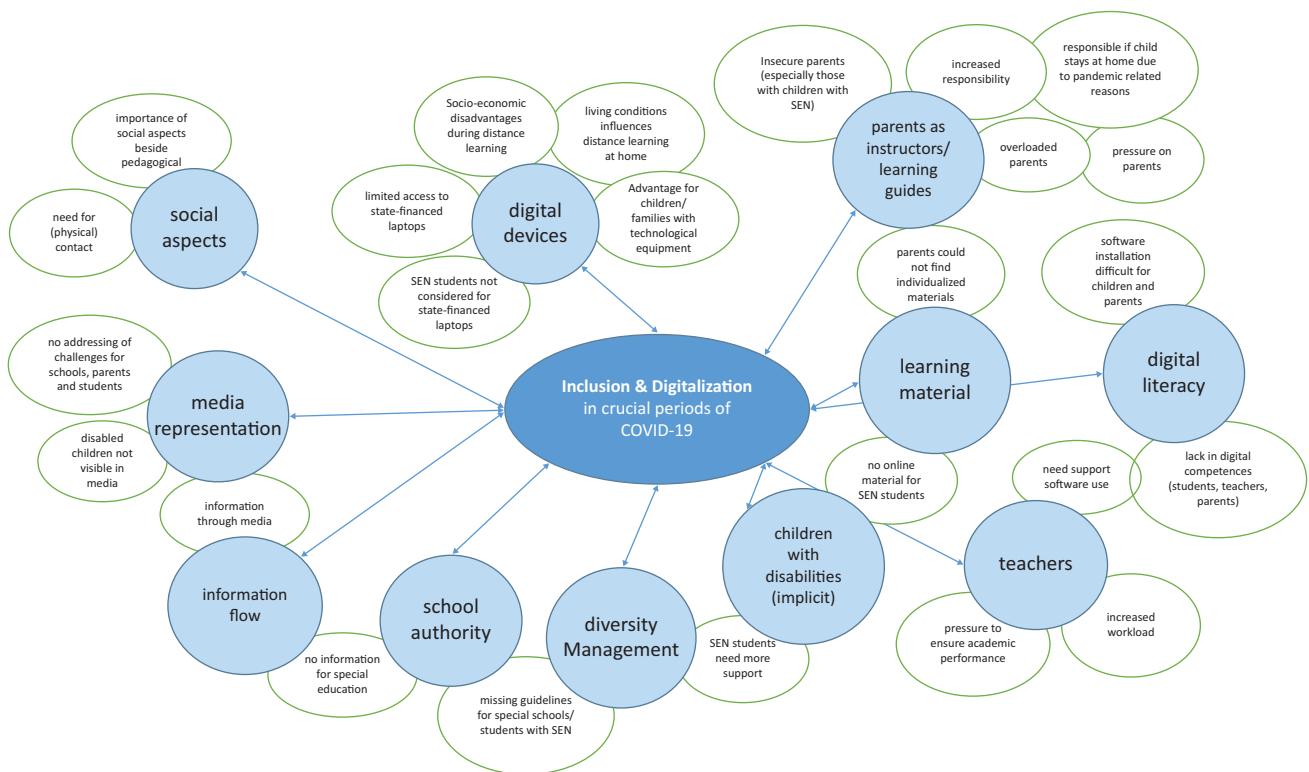 importance of
social aspects
beside
pedagogical
need for
(physical)
contact
social
aspects
Socio-economic
disadvantages
during distance
learning
living conditions
influences
distance learning
at home
limited access to
state-financed
laptops
Advantage for
children/
families with
technological
equipment
SEN students not
considered for
state-financed
laptops
digital
devices
Insecure parents
(especially those
with children with
SEN)
increased
responsibility
responsible if child
stays at home due
to pandemic related
reasons
overloaded
parents
pressure on
parents
parents as
instructors/
learning
guides
parents could
not find
individualized
materials
software
installation
difficult for
children and
parents
learning
material
digital
literacy
no online
material for
SEN students
need support
software use
lack in digital
competences
(students, teachers,
parents)
Inclusion & Digitalization
in crucial periods of
COVID-19
no addressing of
challenges for
schools, parents
and students
disabled
children not
visible in
media
media
representation
information
through media
information
flow
no information
for special
education
school
authority
missing guidelines
for special schools/
students with SEN
diversity
Management
SEN students
need more
support
children
with
disabilities
(implicit)
teachers
pressure to
ensure academic
performance
increased
workload